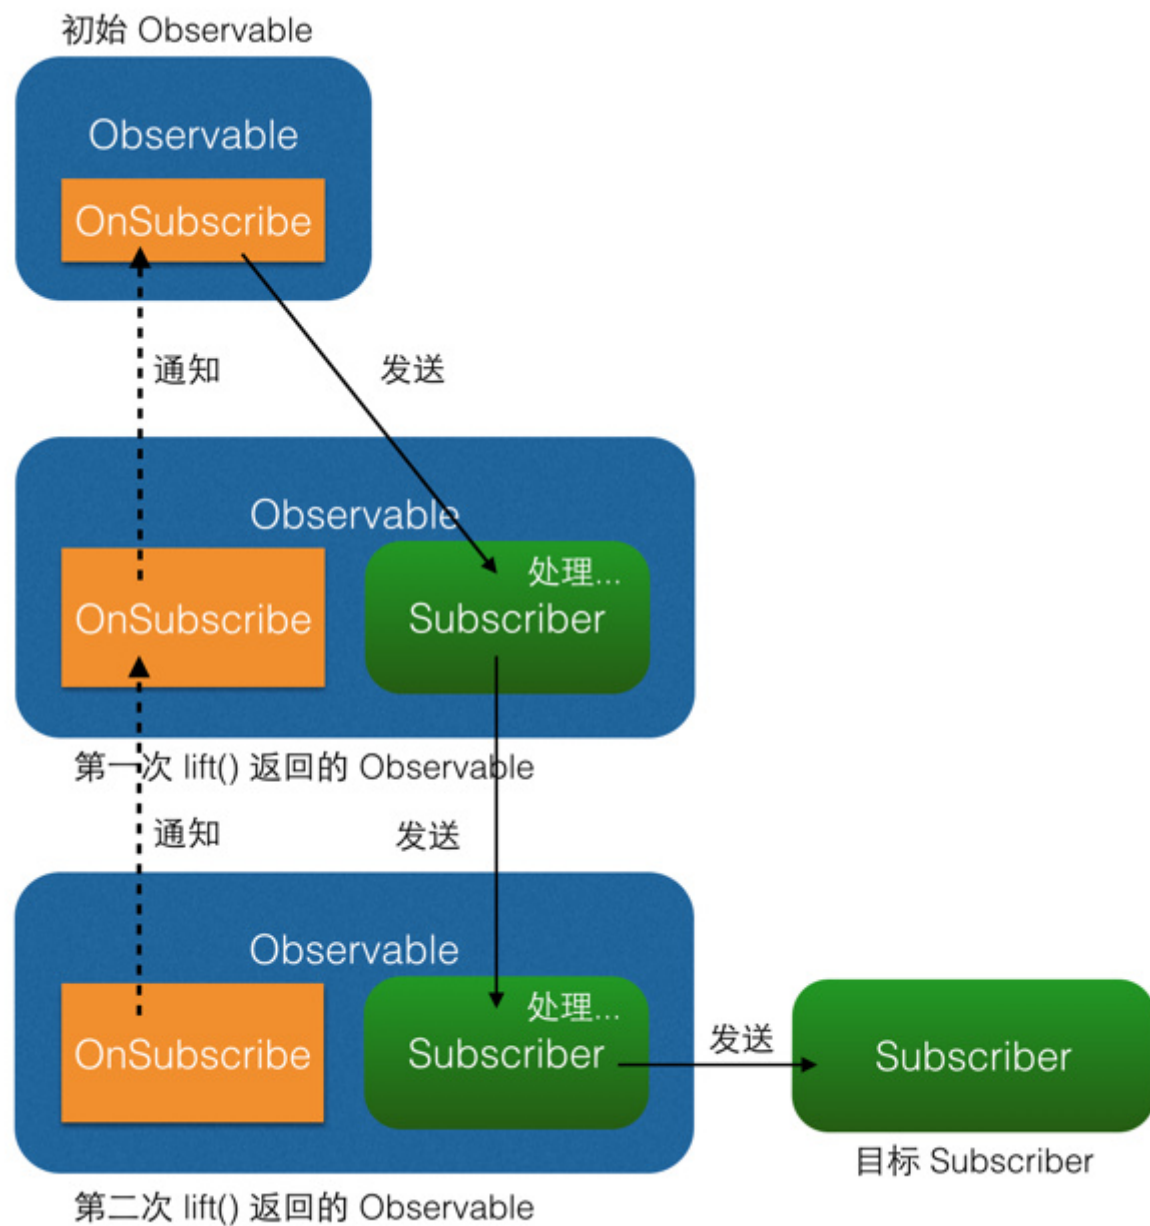 初始 Observable
Observable
OnSubscribe
通知
发送
Observable
处理...
OnSubscribe
Subscriber
第一次 lift() 返回的 Observable
通知
发送
Observable
处理...
OnSubscribe
Subscriber
发送
Subscriber
目标 Subscriber
第二次 lift() 返回的 Observable